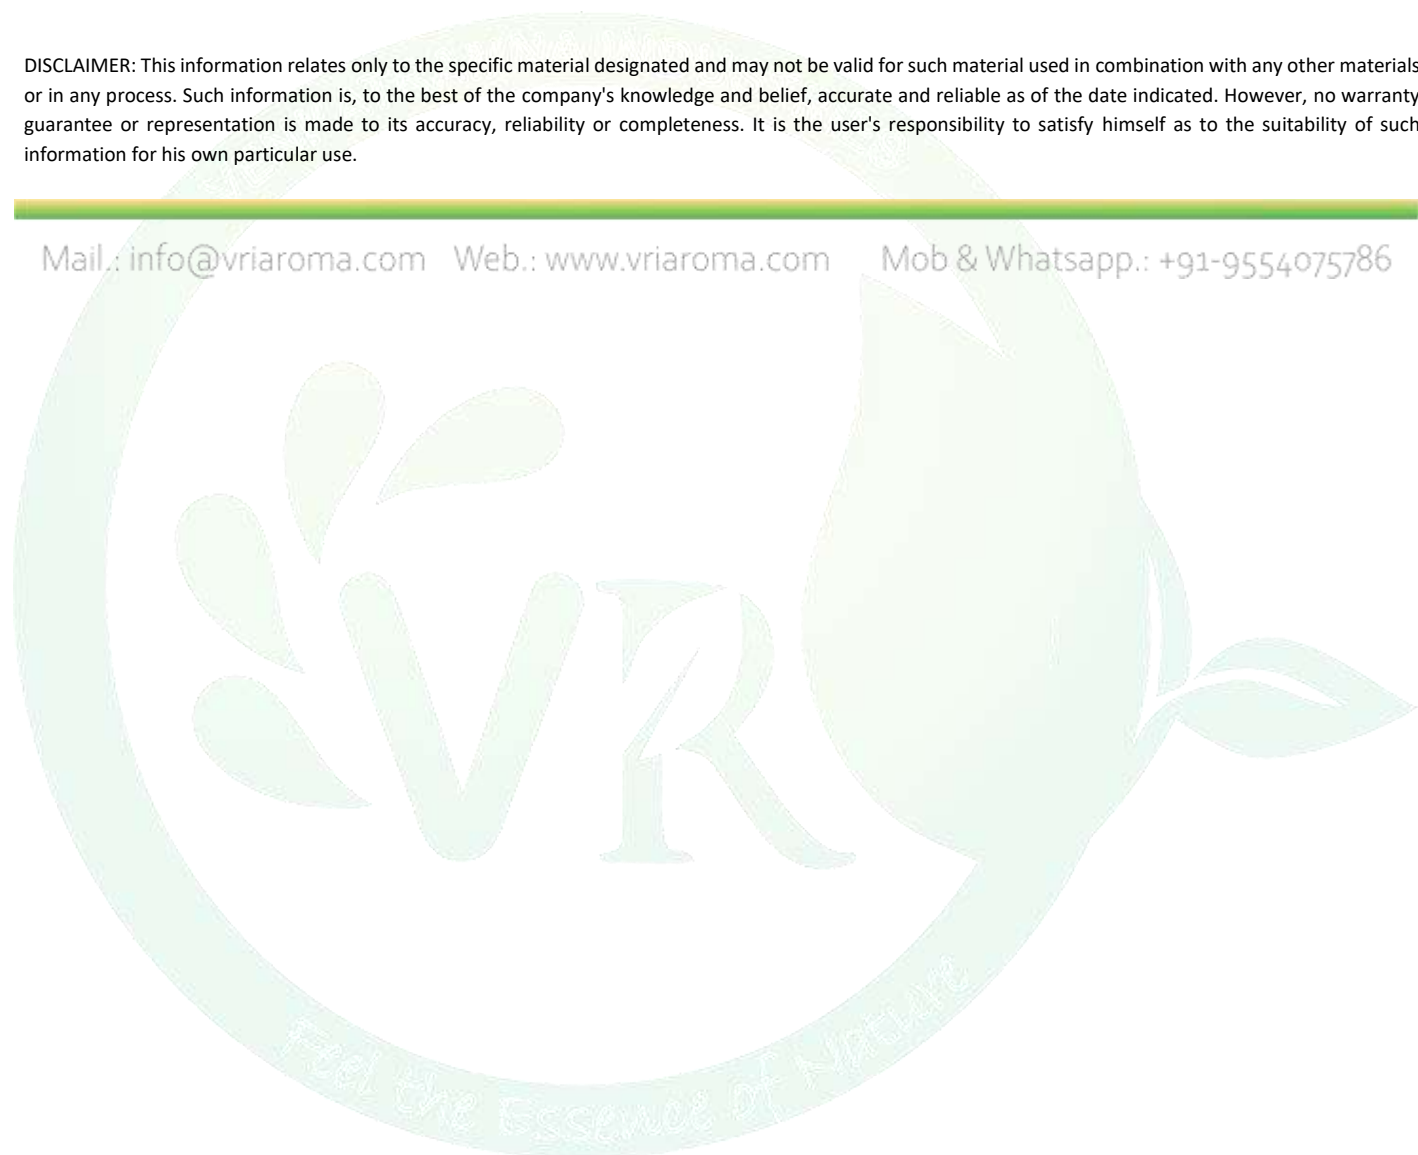 DISCLAIMER: This information relates only to the specific material designated and may not be valid for such material used in combination with any other materials
or in any process. Such information is, to the best of the company's knowledge and belief, accurate and reliable as of the date indicated. However, no warranty
guarantee or representation is made to its accuracy, reliability or completeness. It is the user's responsibility to satisfy himself as to the suitability of such
information for his own particular use.
Mail.: info@vriaroma.com Web.: www.vriaroma.com Mob & Whatsapp.: +91-9554075786
VR
Feel the Essence of Nature